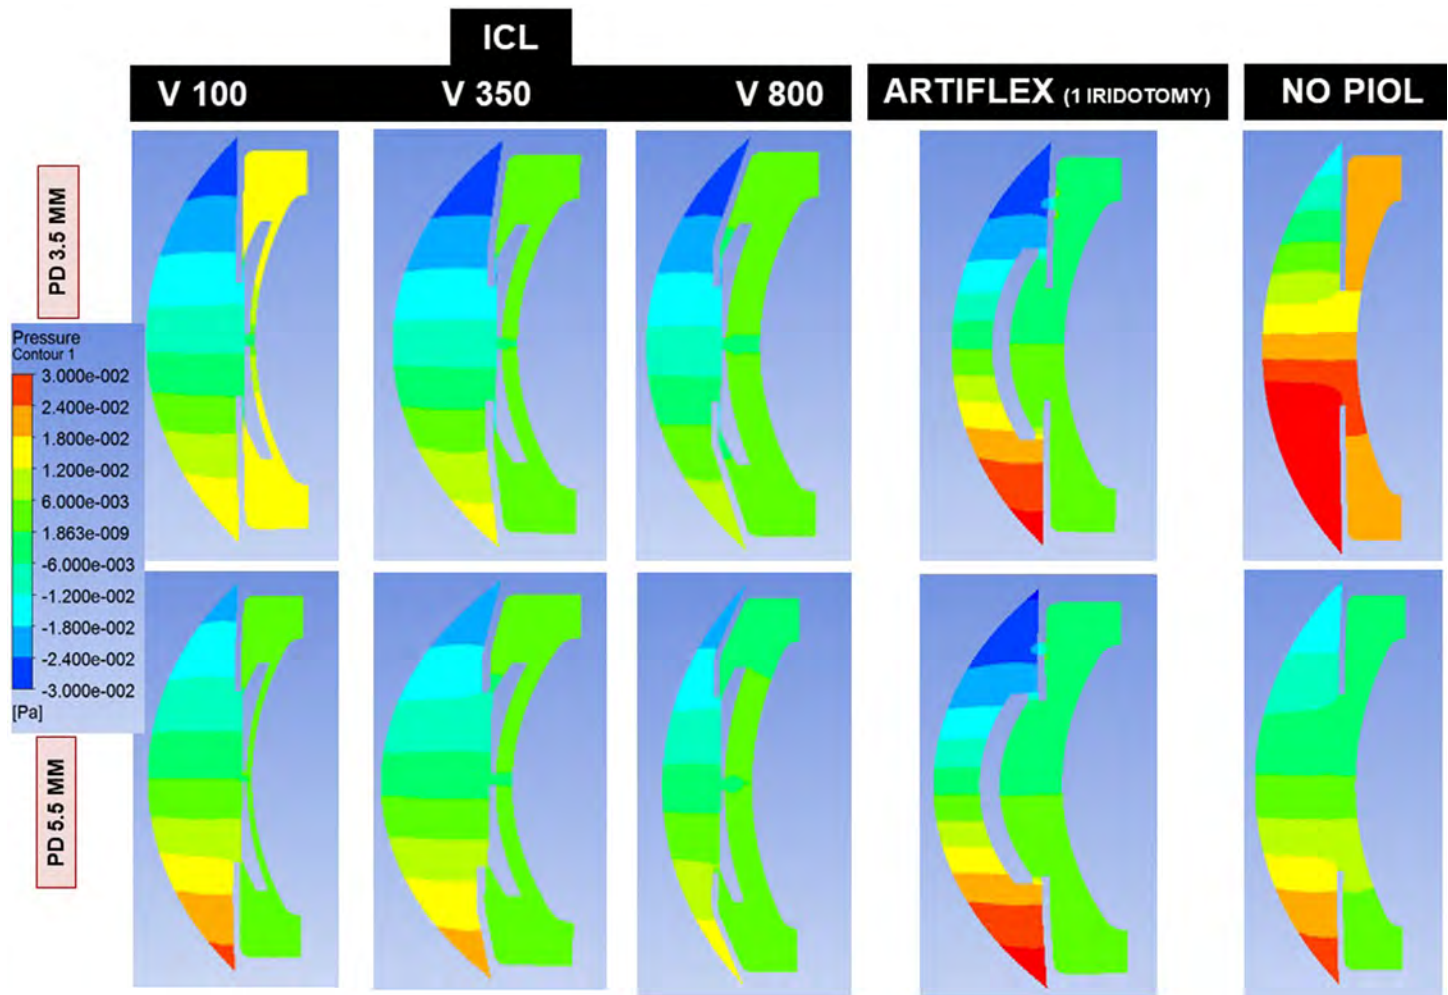 ICL
V 100 V 350 V 800 ARTIFLEX (1 IRIDOTOMY) NO PIOL
PD 3.5 MM
Pressure
Contour 1
3.000e-002
2.400e-002
1.800e-002
1.200e-002
6.000e-003
1.863e-009
-6.000e-003
-1.200e-002
-1.800e-002
-2.400e-002
-3.000e-002
[Pa]
PD 5.5 MM